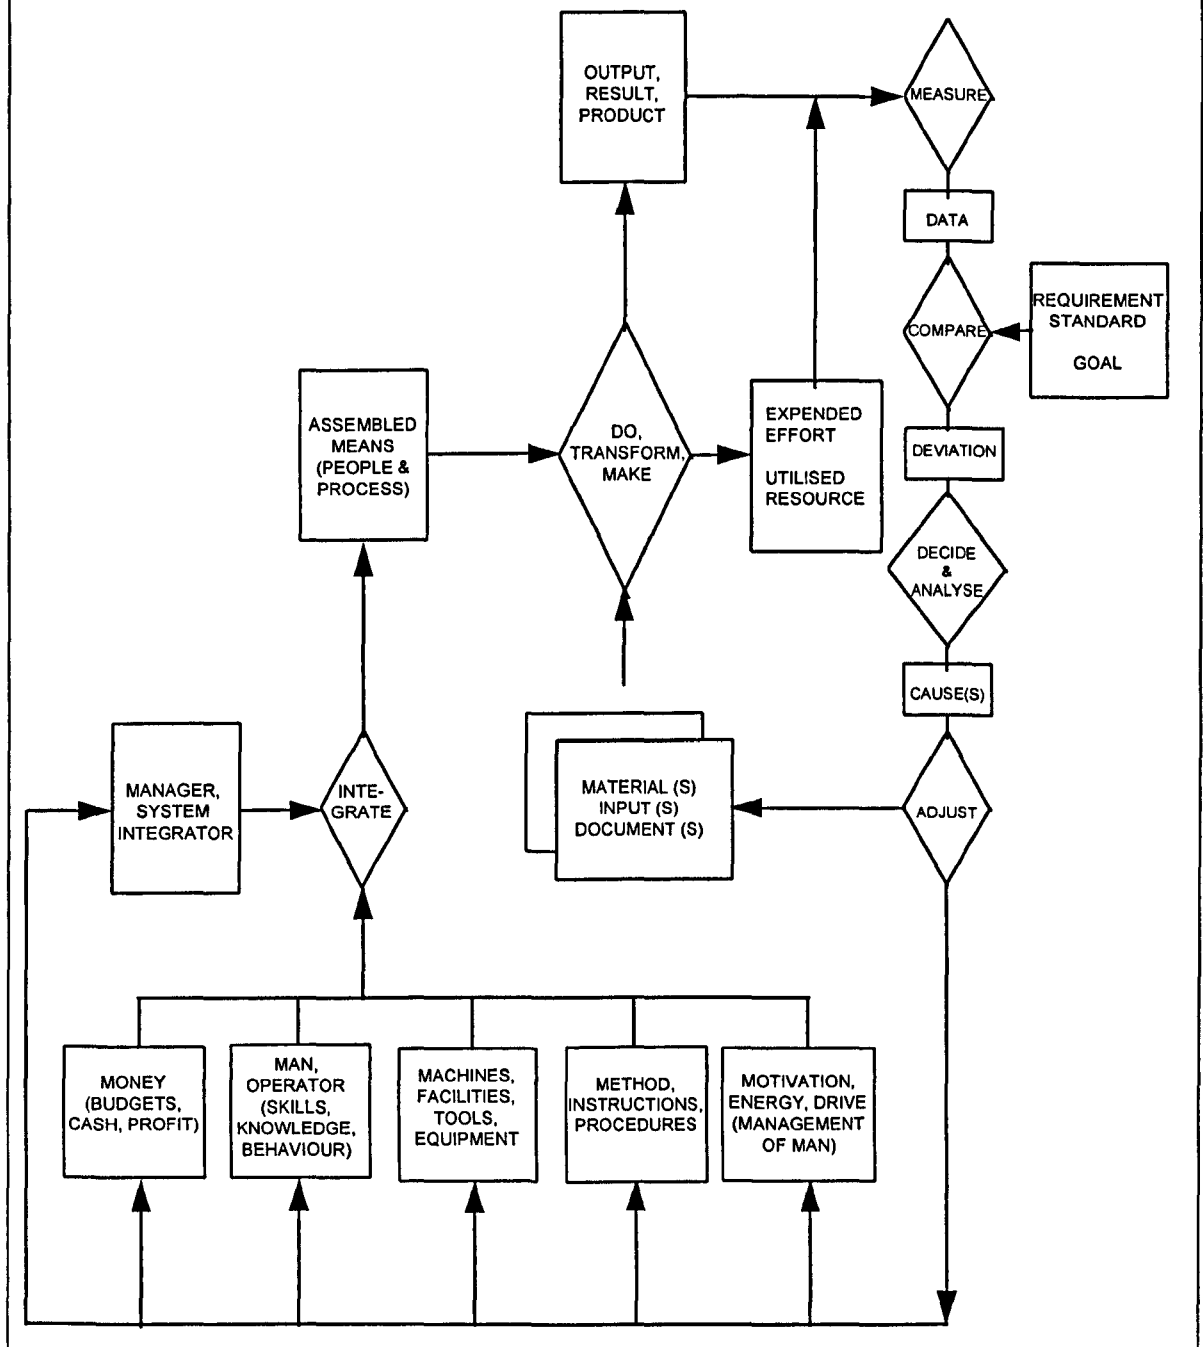 OUTPUT,
RESULT,
PRODUCT
MEASURE
DATA
REQUIREMENT
STANDARD
GOAL
COMPARE
ASSEMBLED
MEANS
(PEOPLE &
PROCESS)
DO,
TRANSFORM,
MAKE
EXPENDED
EFFORT
UTILISED
RESOURCE
DEVIATION
DECIDE
&
ANALYSE
CAUSE(S)
MANAGER,
SYSTEM
INTEGRATOR
INTE-
GRATE
MATERIAL (S)
INPUT (S)
DOCUMENT (S)
ADJUST
MONEY
(BUDGETS,
CASH, PROFIT)
MAN,
OPERATOR
(SKILLS,
KNOWLEDGE,
BEHAVIOUR)
MACHINES,
FACILITIES,
TOOLS,
EQUIPMENT
METHOD,
INSTRUCTIONS,
PROCEDURES
MOTIVATION,
ENERGY, DRIVE
(MANAGEMENT
OF MAN)